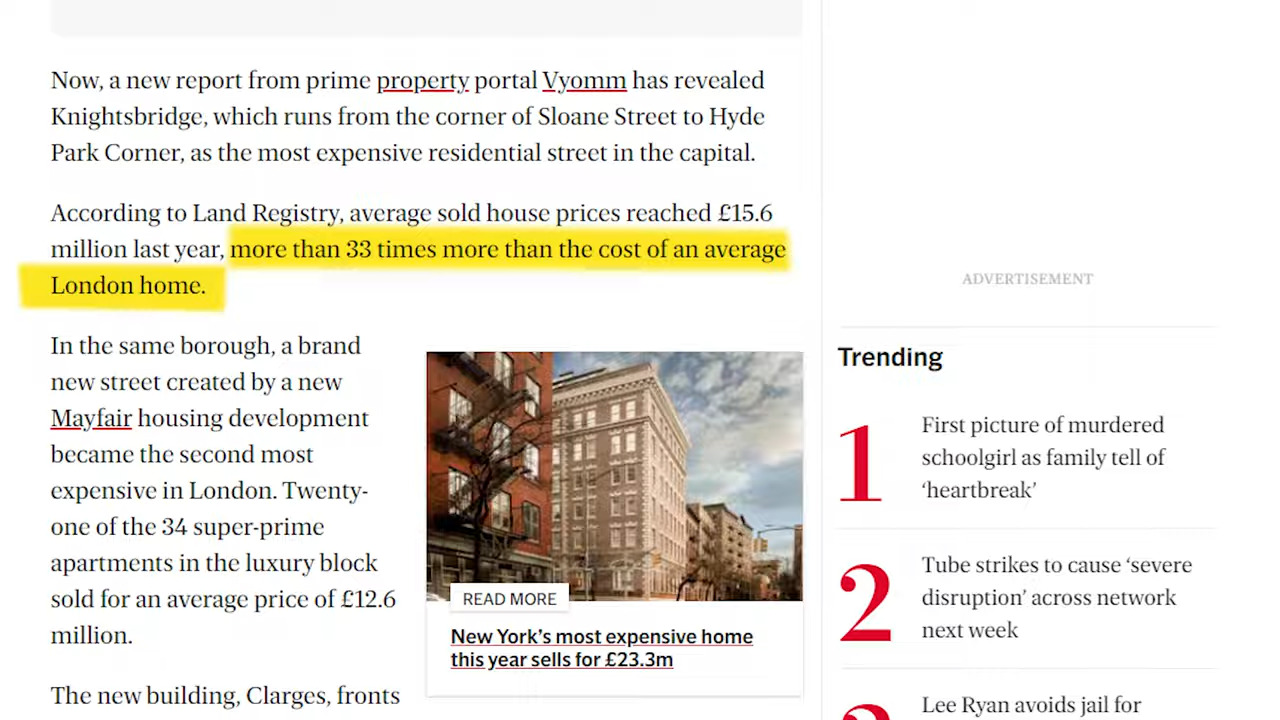 Now, a new report from prime property portal Vyomm has revealed
Knightsbridge, which runs from the corner of Sloane Street to Hyde
Park Corner, as the most expensive residential street in the capital.
According to Land Registry, average sold house prices reached £15.6
million last year, more than 33 times more than the cost of an average
London home.
In the same borough, a brand
new street created by a new
Mayfair housing development
became the second most
expensive in London. Twenty-
one of the 34 super-prime
apartments in the luxury block
sold for an average price of £12.6
million.
The new building, Clarges, fronts
READ MORE
New York's most expensive home
this year sells for £23.3m
ADVERTISEMENT
Trending
1
First picture of murdered
schoolgirl as family tell of
‘heartbreak’
2
Tube strikes to cause ‘severe
disruption’ across network
next week
3
Lee Ryan avoids jail for